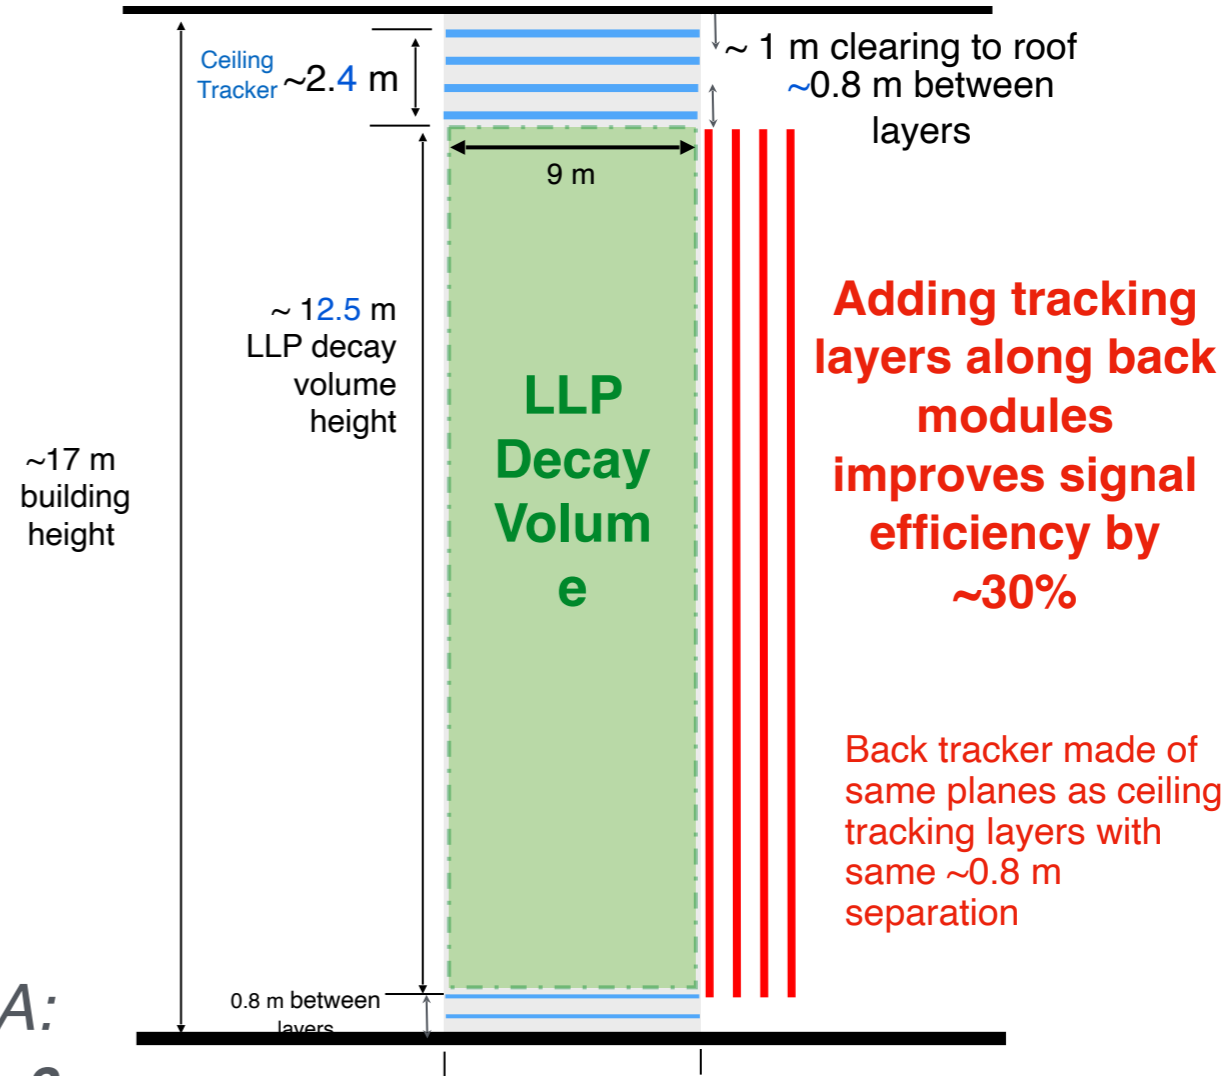 Ceiling
Tracker ~2.4 m
~ 1 m clearing to roof
~0.8 m between
layers
9 m
~ 12.5 m
LLP decay
volume
height
~17 m
building
height
LLP
Decay
Volum
e
Adding tracking
layers along back
modules
improves signal
efficiency by
~30%
Back tracker made of
same planes as ceiling
tracking layers with
same ~0.8 m
separation
0.8 m between
layers
A: